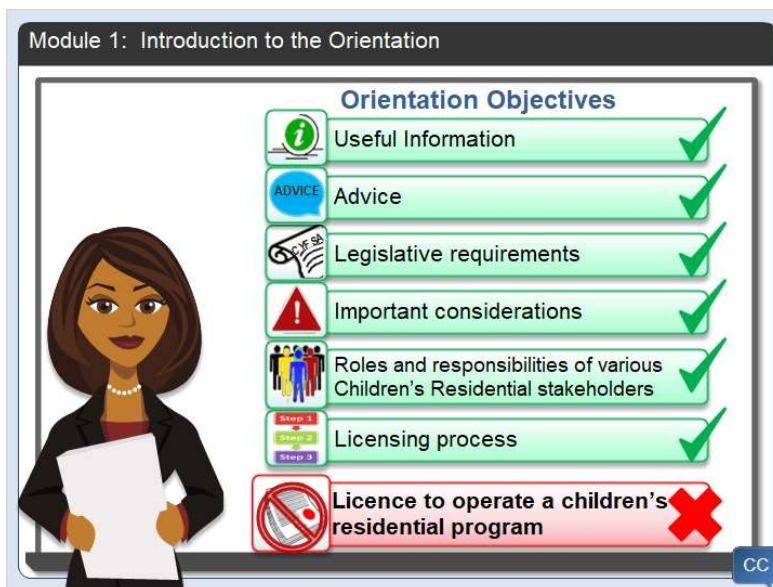 Module 1:  Introduction to the Orientation
Orientation Objectives
Useful Information
ADVICE
Advice
CYFSA
Legislative requirements
Important considerations
Roles and responsibilities of various
Children's Residential stakeholders
Step 1
Step 2
Step 3
Licensing process
Licence to operate a children's
residential program
CC